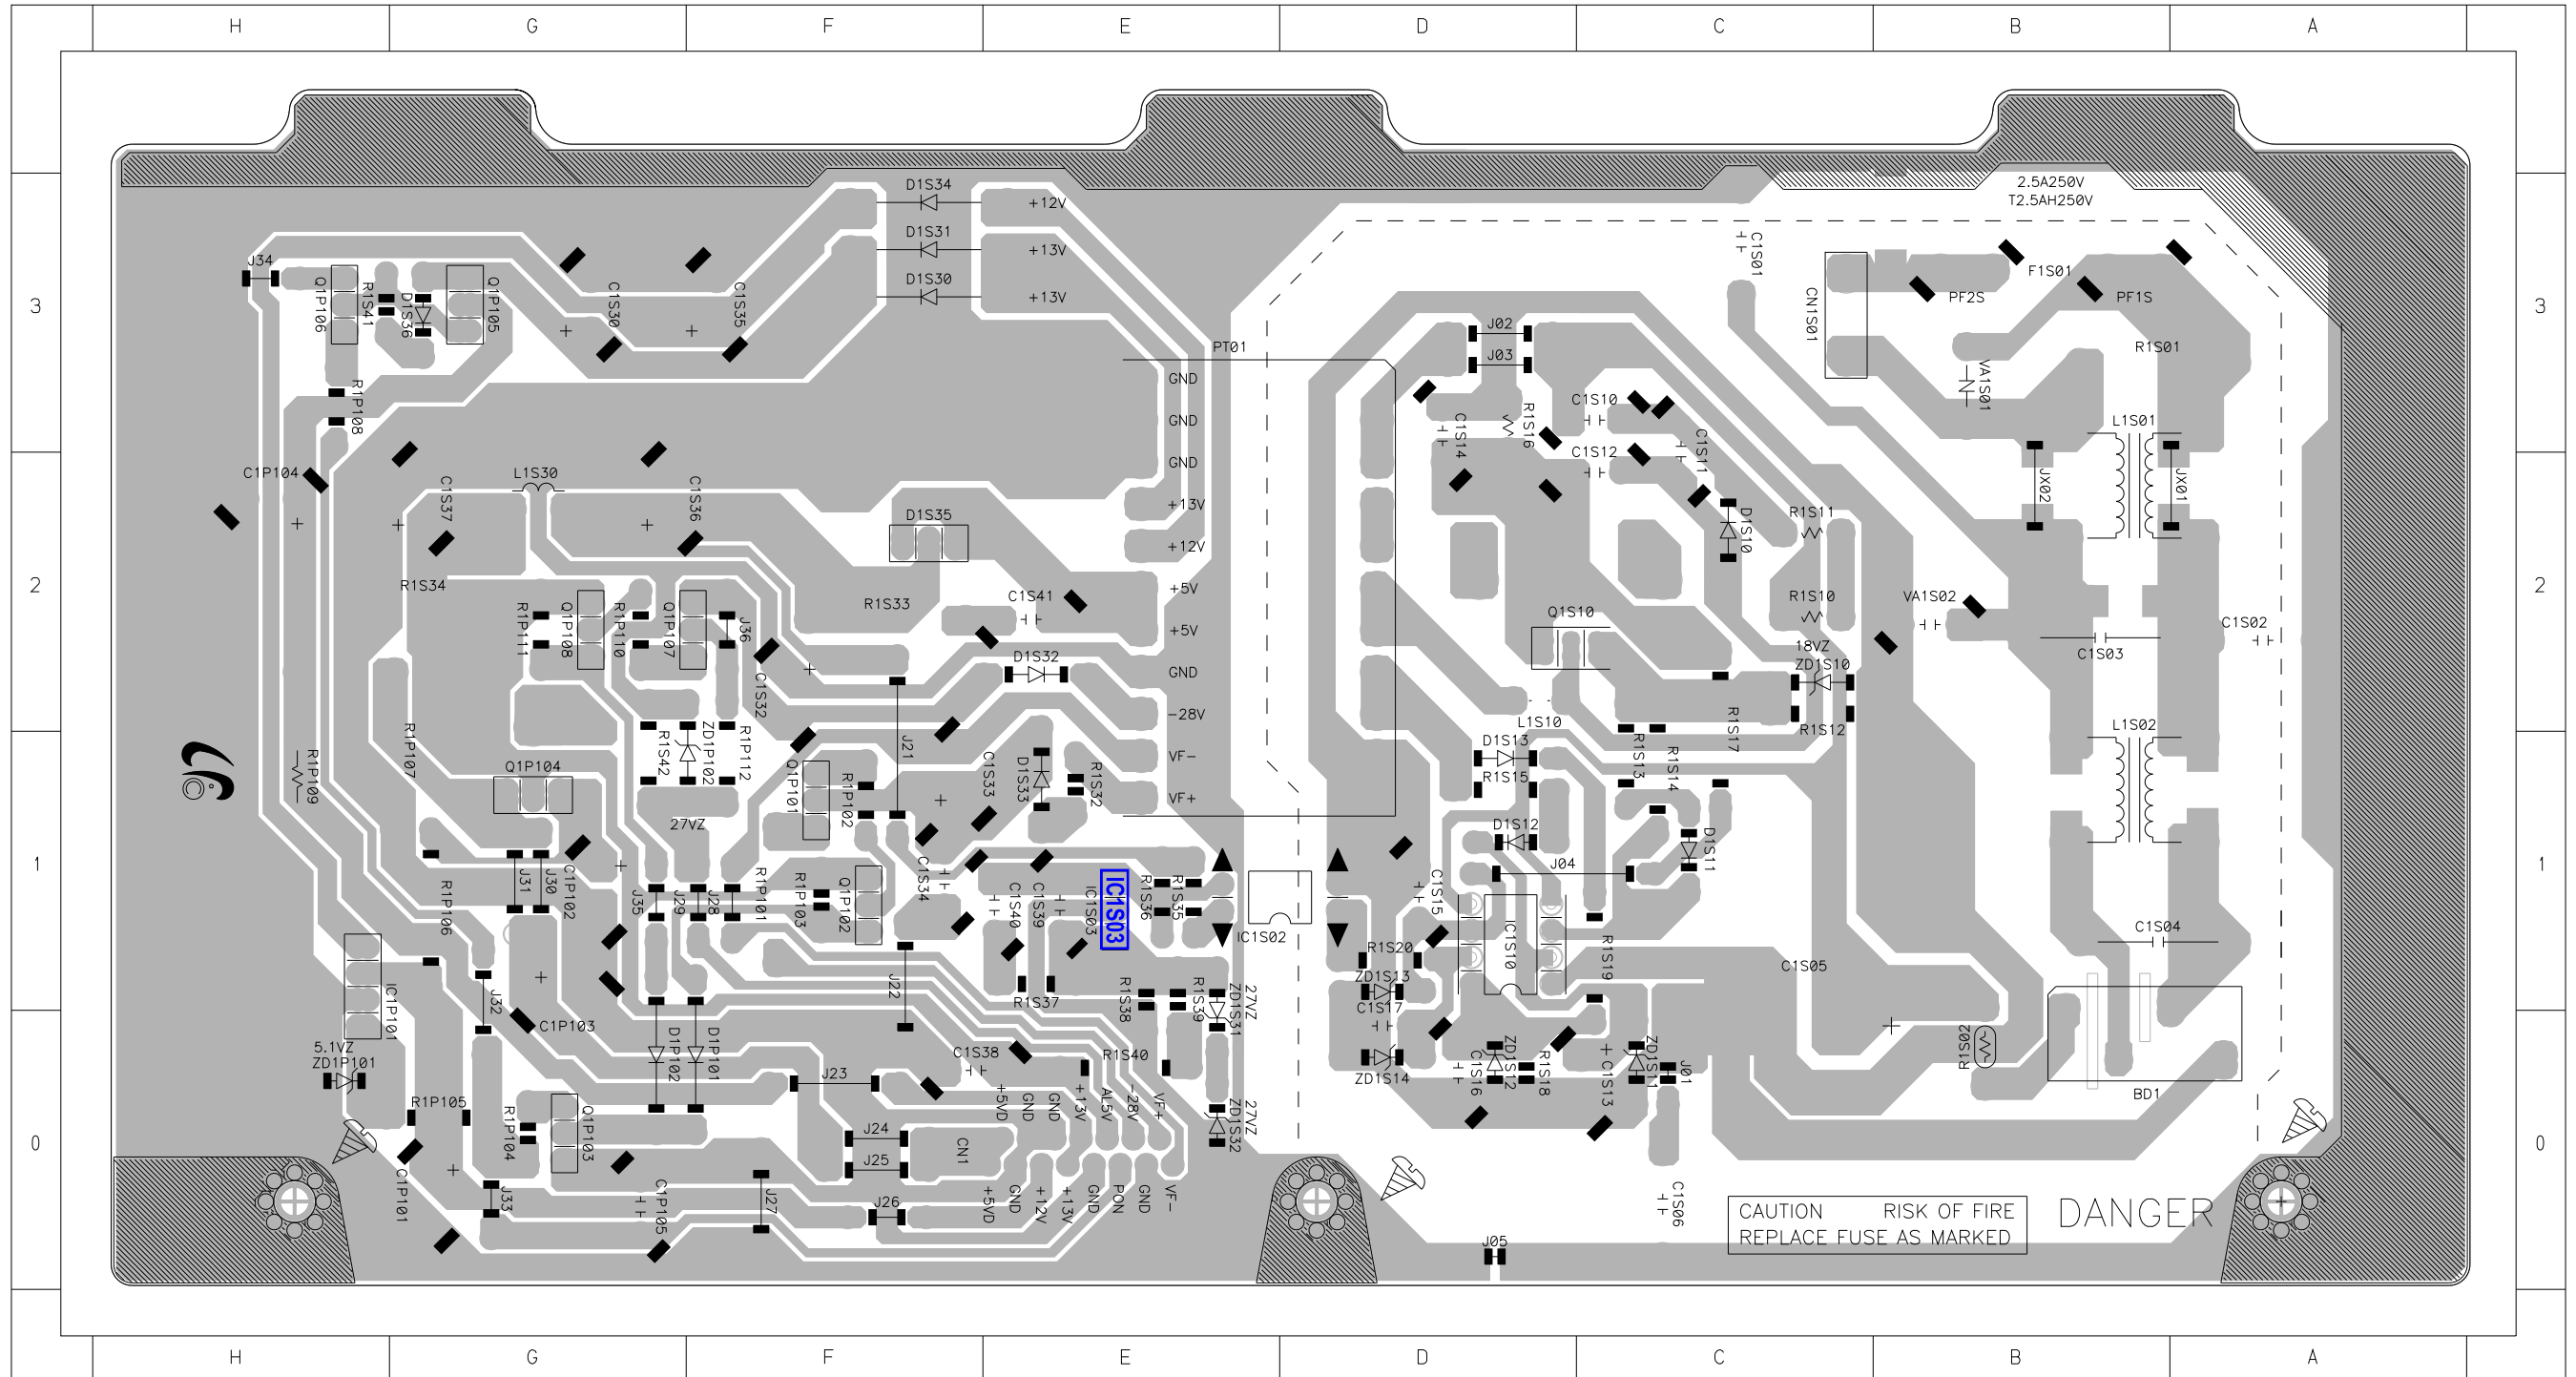 H G F E D C B A
2.5A250V
T2.5AH250V
D1S34
+12V
D1S31
+13V
D1S30
+13V
C1S01
J34
Q1P106
R1S41
D1S36
Q1P105
C1S30
C1S35
3
3
CN1S01
PF2S
F1S01
PF1S
J02
J03
PT01
R1S01
VA1S01
GND
R1P108
GND
C1S14
R1S16
C1S10
C1S12
C1S11
L1S01
GND
C1P104
C1S37
L1S30
C1S36
JX02
JX01
+13V
D1S35
D1S10
R1S11
+12V
2
R1S34
+5V
2
R1S33
C1S41
R1S10
VA1S02
R1P111
Q1P108
R1P110
Q1P107
J36
+5V
Q1S10
C1S02
C1S03
D1S32
GND
18VZ
ZD1S10
C1S32
-28V
L1S10
R1S17
R1S12
L1S02
R1P109
R1P107
R1S42
ZD1P102
R1P112
J21
C1S33
D1S33
R1S32
VF-
D1S13
R1S13
R1S14
Q1P104
Q1P101
R1P102
R1S15
VF+
27VZ
D1S12
D1S11
1
1
J04
R1P106
J31
J30
C1P102
J35
J29
J28
R1P101
R1P103
Q1P102
C1S34
C1S40
C1S39
IC1S03
IC1S03
R1S36
R1S35
IC1S02
C1S15
IC1S10
R1S20
R1S19
C1S04
C1S05
IC1P101
J32
J22
R1S37
R1S38
R1S39
ZD1S31
27VZ
ZD1S13
C1S17
C1P103
5.1VZ
ZD1P101
D1P102
D1P101
C1S38
R1S40
ZD1S14
C1S16
ZD1S12
R1S18
C1S13
ZD1S11
J01
R1S02
BD1
J23
R1P105
R1P104
Q1P103
+5VD
GND
GND
+13V
AL5V
-28V
VF+
ZD1S32
27VZ
0
0
J24
CN1
J25
C1P101
J33
C1P105
J27
J26
+5VD
GND
+12V
+13V
GND
PON
GND
VF-
C1S06
CAUTION RISK OF FIRE
REPLACE FUSE AS MARKED
DANGER
J05
H G F E D C B A